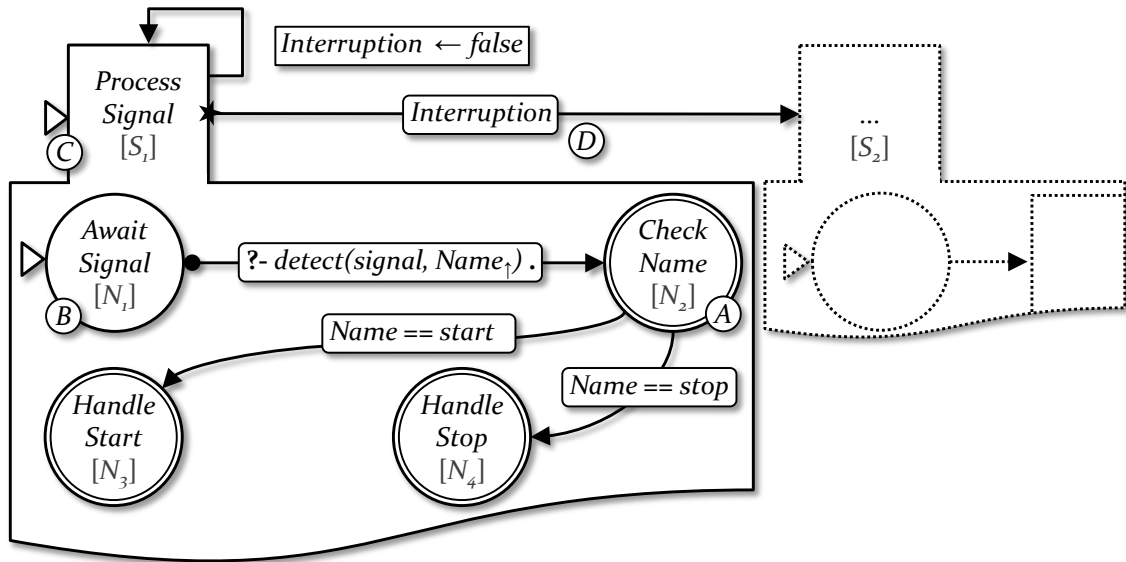 Interruption ← false
Process
Signal
[S₁]
C
Interruption
D
...
[S₂]
Await
Signal
[N₁]
B
?- detect(signal, Name↑) .
Check
Name
[N₂]
A
Name == start
Name == stop
Handle
Start
[N₃]
Handle
Stop
[N₄]